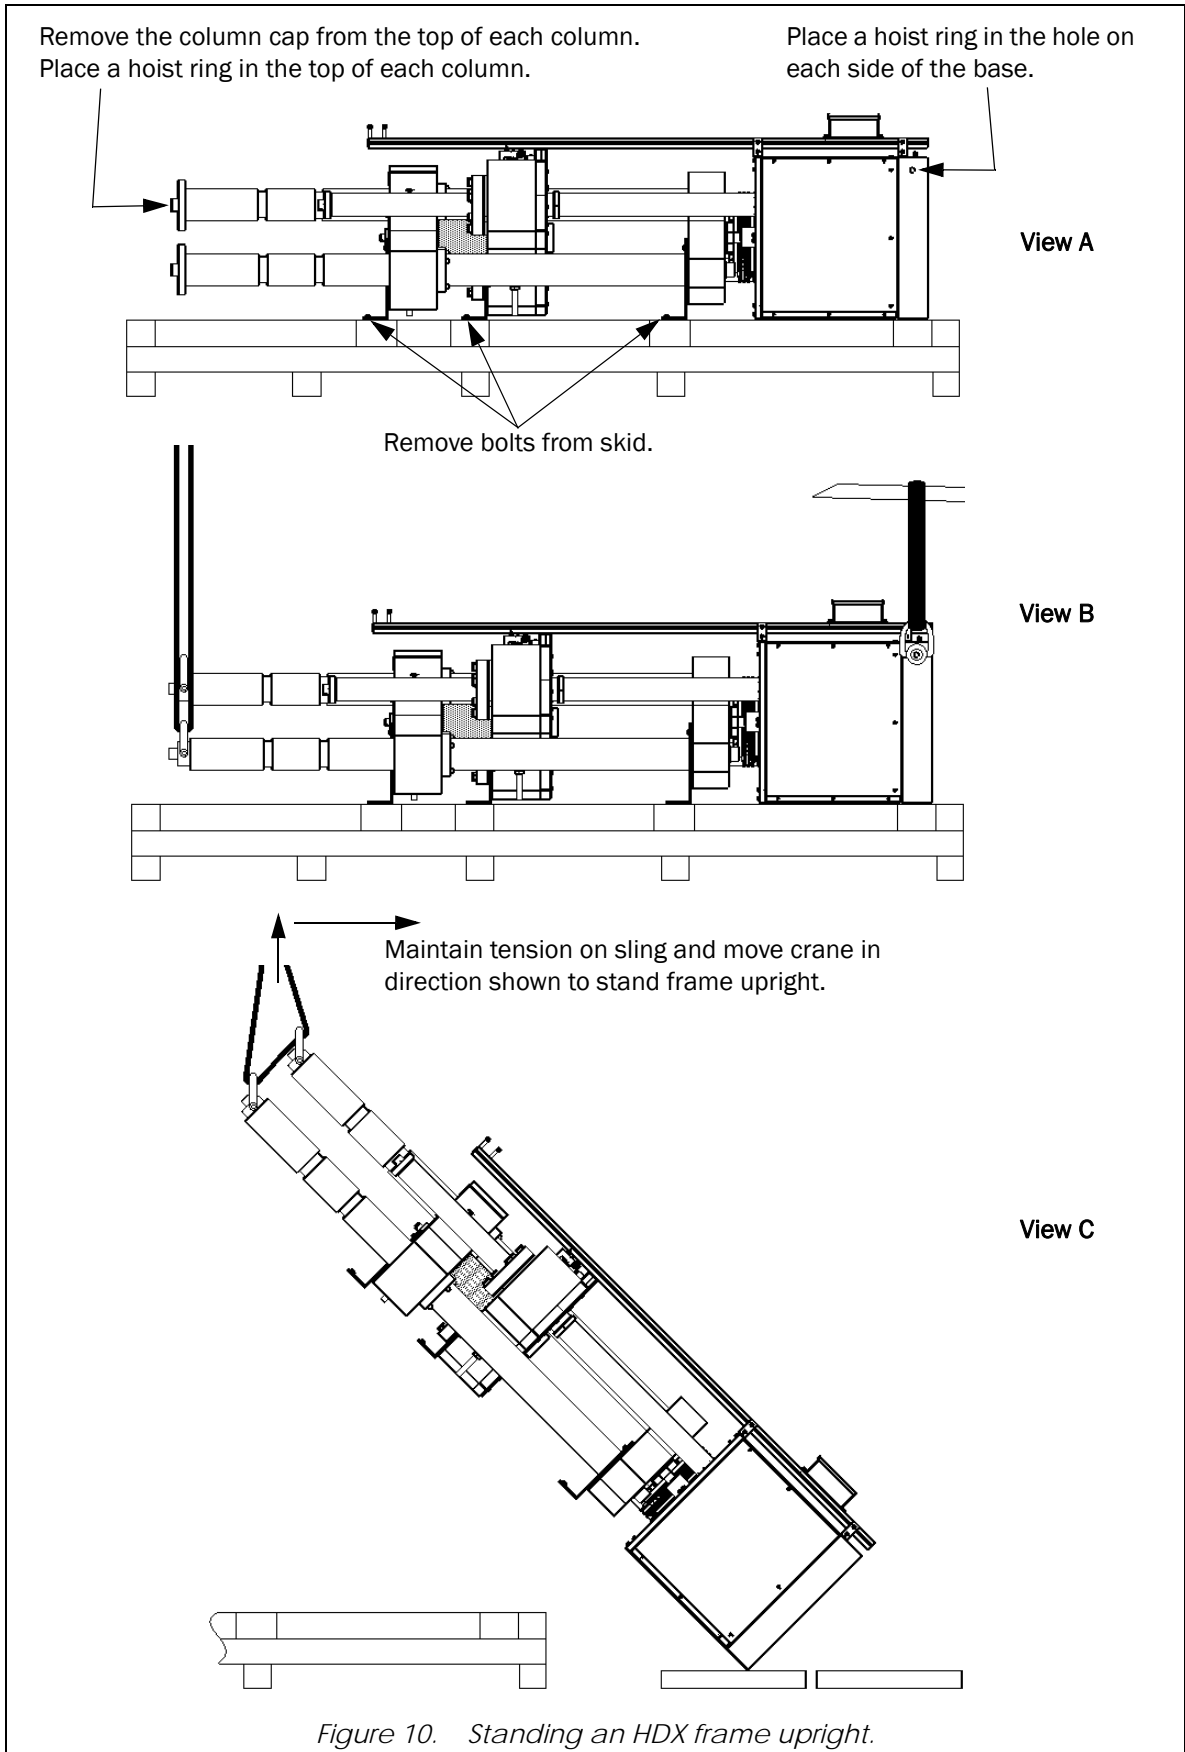 Remove the column cap from the top of each column.
Place a hoist ring in the top of each column.
Place a hoist ring in the hole on
each side of the base.
View A
Remove bolts from skid.
View B
Maintain tension on sling and move crane in
direction shown to stand frame upright.
View C
Figure 10. Standing an HDX frame upright.